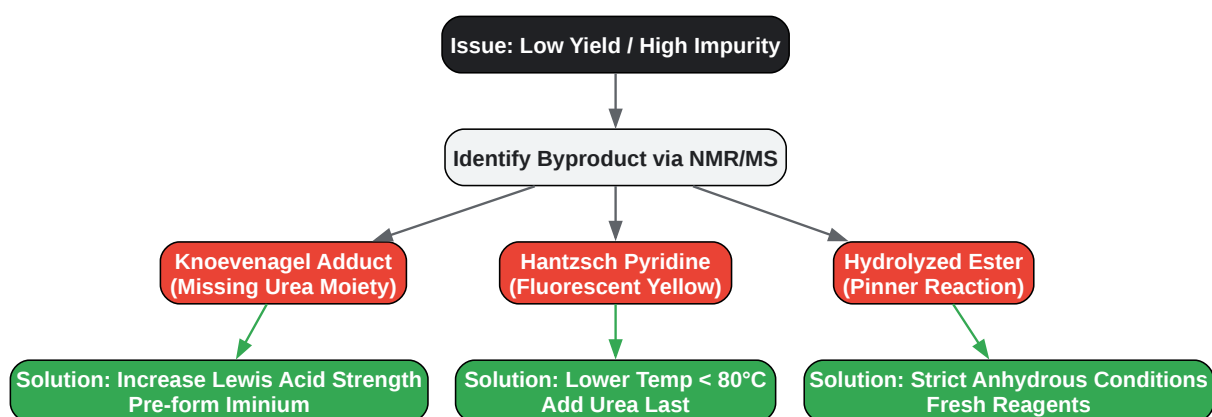 Issue: Low Yield / High Impurity
Identify Byproduct via NMR/MS
Knoevenagel Adduct
(Missing Urea Moiety)
Hantzsch Pyridine
(Fluorescent Yellow)
Hydrolyzed Ester
(Pinner Reaction)
Solution: Increase Lewis Acid Strength
Pre-form Iminium
Solution: Lower Temp < 80°C
Add Urea Last
Solution: Strict Anhydrous Conditions
Fresh Reagents